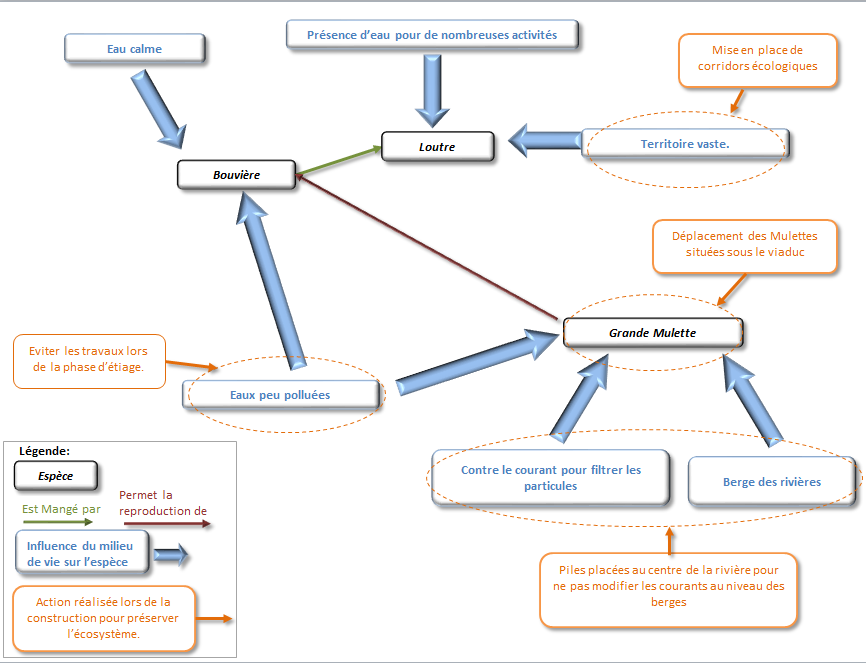 Eau calme
Présence d'eau pour de nombreuses activités
Mise en place de
corridors écologiques
Loutre
Territoire vaste.
Bouvière
Déplacement des Mulettes
situées sous le viaduc
Grande Mulette
Eviter les travaux lors
de la phase d'étiage.
Eaux peu polluées
Contre le courant pour filtrer les
particules
Berge des rivières
Piles placées au centre de la rivière pour
ne pas modifier les courants au niveau des
berges
Légende:
Espèce
Est Mangé par
Permet la
reproduction de
Influence du milieu
de vie sur l'espèce
Action réalisée lors de la
construction pour préserver
l'écosystème.